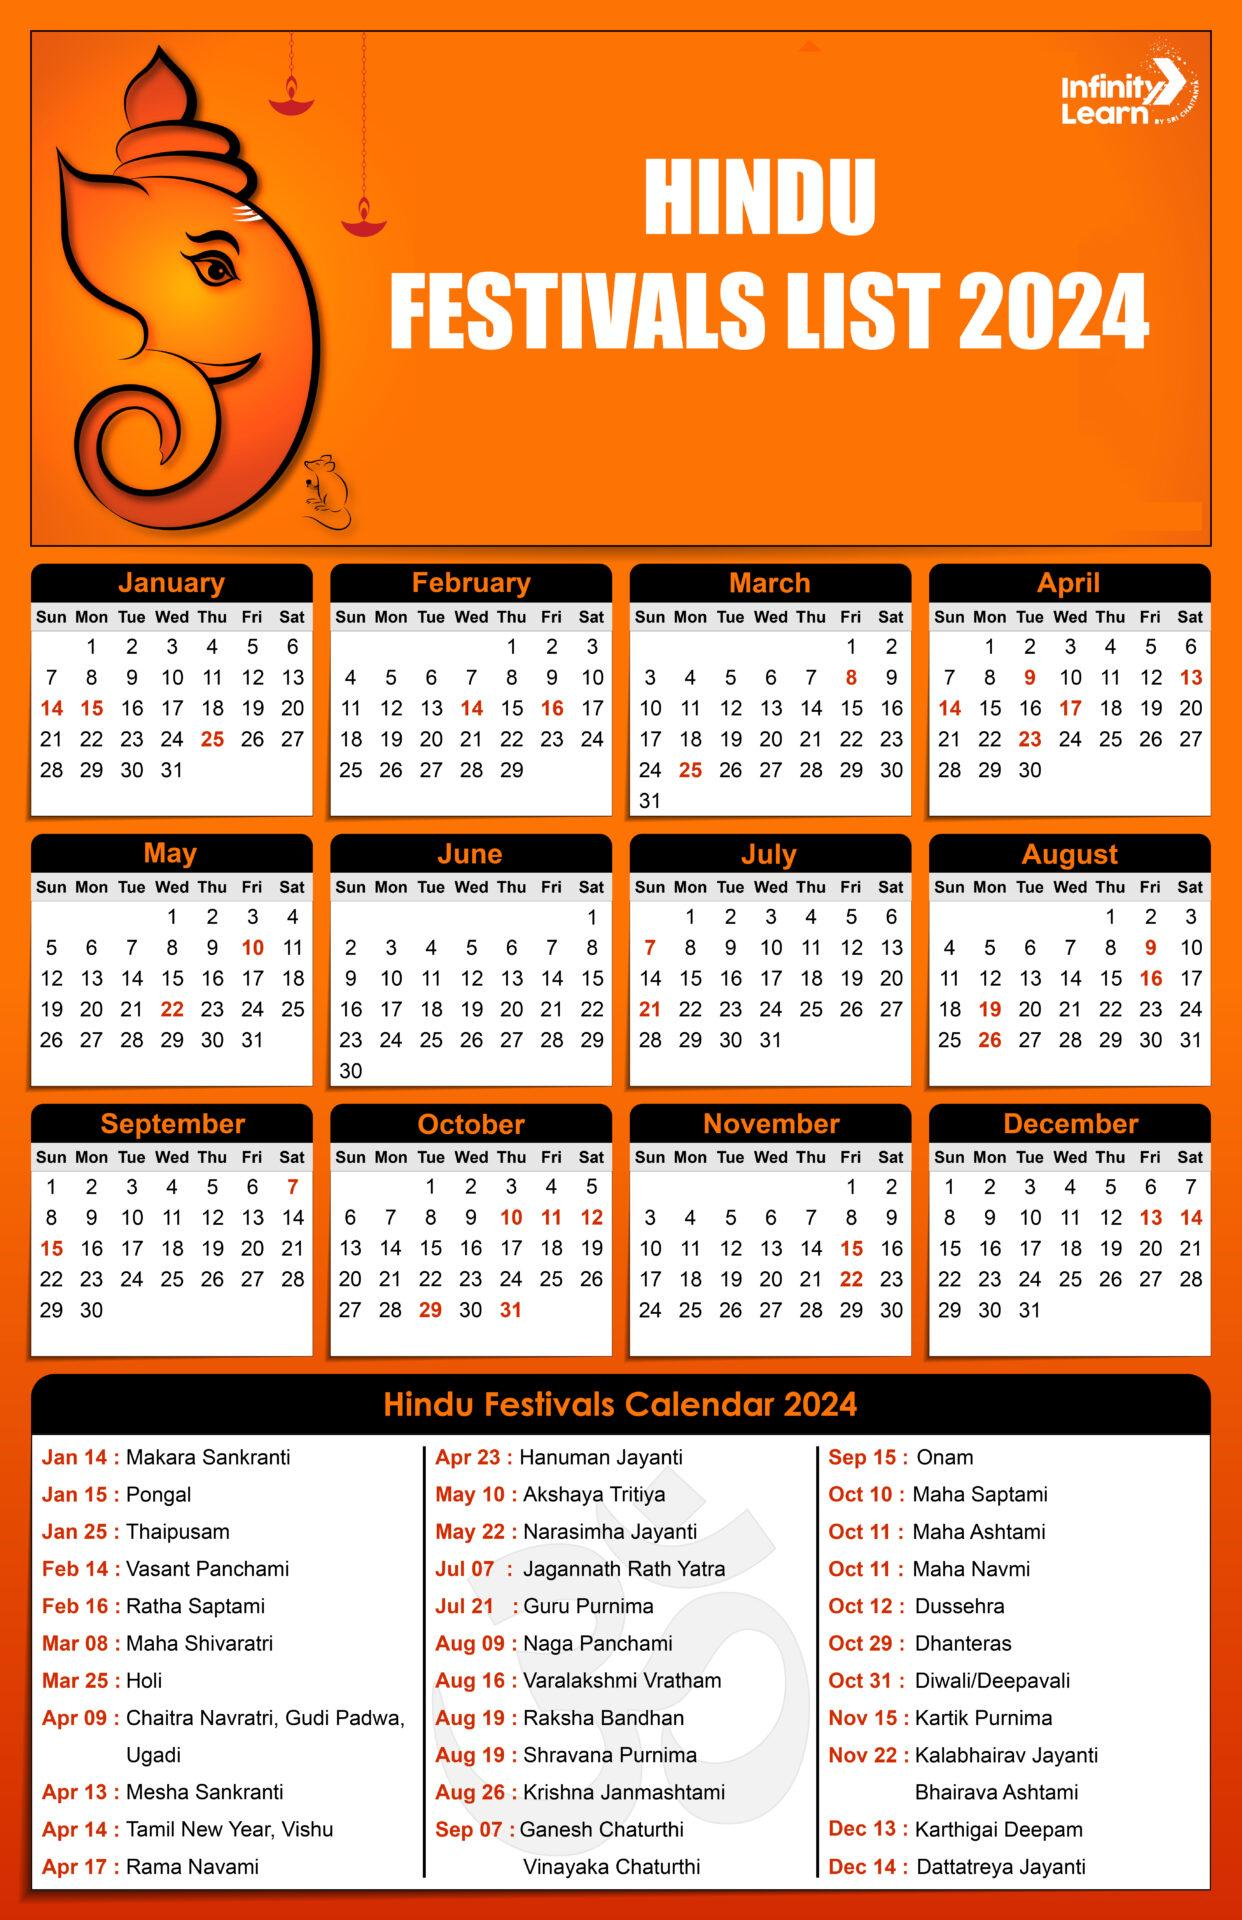 Infinity
Learn
BY SRI CHAITANYA
HINDU
FESTIVALS LIST 2024
January
Sun Mon Tue Wed Thu Fri Sat
1 2 3 4 5 6
7 8 9 10 11 12 13
14 15 16 17 18 19 20
21 22 23 24 25 26 27
28 29 30 31
February
Sun Mon Tue Wed Thu Fri Sat
1 2 3
4 5 6 7 8 9 10
11 12 13 14 15 16 17
18 19 20 21 22 23 24
25 26 27 28 29
March
Sun Mon Tue Wed Thu Fri Sat
1 2
3 4 5 6 7 8 9
10 11 12 13 14 15 16
17 18 19 20 21 22 23
24 25 26 27 28 29 30
31
April
Sun Mon Tue Wed Thu Fri Sat
1 2 3 4 5 6
7 8 9 10 11 12 13
14 15 16 17 18 19 20
21 22 23 24 25 26 27
28 29 30
May
Sun Mon Tue Wed Thu Fri Sat
1 2 3 4
5 6 7 8 9 10 11
12 13 14 15 16 17 18
19 20 21 22 23 24 25
26 27 28 29 30 31
June
Sun Mon Tue Wed Thu Fri Sat
1
2 3 4 5 6 7 8
9 10 11 12 13 14 15
16 17 18 19 20 21 22
23 24 25 26 27 28 29
30
July
Sun Mon Tue Wed Thu Fri Sat
1 2 3 4 5 6
7 8 9 10 11 12 13
14 15 16 17 18 19 20
21 22 23 24 25 26 27
28 29 30 31
August
Sun Mon Tue Wed Thu Fri Sat
1 2 3
4 5 6 7 8 9 10
11 12 13 14 15 16 17
18 19 20 21 22 23 24
25 26 27 28 29 30 31
September
Sun Mon Tue Wed Thu Fri Sat
1 2 3 4 5 6 7
8 9 10 11 12 13 14
15 16 17 18 19 20 21
22 23 24 25 26 27 28
29 30
October
Sun Mon Tue Wed Thu Fri Sat
1 2 3 4 5
6 7 8 9 10 11 12
13 14 15 16 17 18 19
20 21 22 23 24 25 26
27 28 29 30 31
November
Sun Mon Tue Wed Thu Fri Sat
1 2
3 4 5 6 7 8 9
10 11 12 13 14 15 16
17 18 19 20 21 22 23
24 25 26 27 28 29 30
December
Sun Mon Tue Wed Thu Fri Sat
1 2 3 4 5 6 7
8 9 10 11 12 13 14
15 16 17 18 19 20 21
22 23 24 25 26 27 28
29 30 31
Hindu Festivals Calendar 2024
Jan 14 : Makara Sankranti
Jan 15 : Pongal
Jan 25 : Thaipusam
Feb 14 : Vasant Panchami
Feb 16 : Ratha Saptami
Mar 08 : Maha Shivaratri
Mar 25 : Holi
Apr 09 : Chaitra Navratri, Gudi Padwa,
Ugadi
Apr 13 : Mesha Sankranti
Apr 14 : Tamil New Year, Vishu
Apr 17 : Rama Navami
Apr 23 : Hanuman Jayanti
May 10 : Akshaya Tritiya
May 22 : Narasimha Jayanti
Jul 07 : Jagannath Rath Yatra
Jul 21 : Guru Purnima
Aug 09 : Naga Panchami
Aug 16 : Varalakshmi Vratham
Aug 19 : Raksha Bandhan
Aug 19 : Shravana Purnima
Aug 26 : Krishna Janmashtami
Sep 07 : Ganesh Chaturthi
Vinayaka Chaturthi
Sep 15 : Onam
Oct 10 : Maha Saptami
Oct 11 : Maha Ashtami
Oct 11 : Maha Navmi
Oct 12 : Dussehra
Oct 29 : Dhanteras
Oct 31 : Diwali/Deepavali
Nov 15 : Kartik Purnima
Nov 22 : Kalabhairav Jayanti
Bhairava Ashtami
Dec 13 : Karthigai Deepam
Dec 14 : Dattatreya Jayanti
ॐ